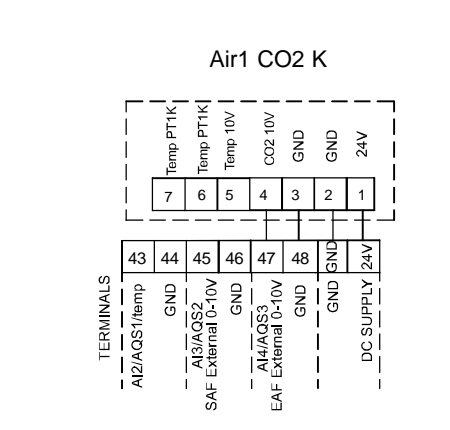 Air1 CO2 K
Temp PT1K
Temp PT1K
Temp 10V
CO2 10V
GND
GND
24V
7 6 5 4 3 2 1
43 44 45 46 47 48 GND 24V
TERMINALS
AI2/AQS1/temp
GND
AI3/AQS2
SAF External 0-10V
GND
AI4/AQS3
EAF External 0-10V
GND
GND
DC SUPPLY